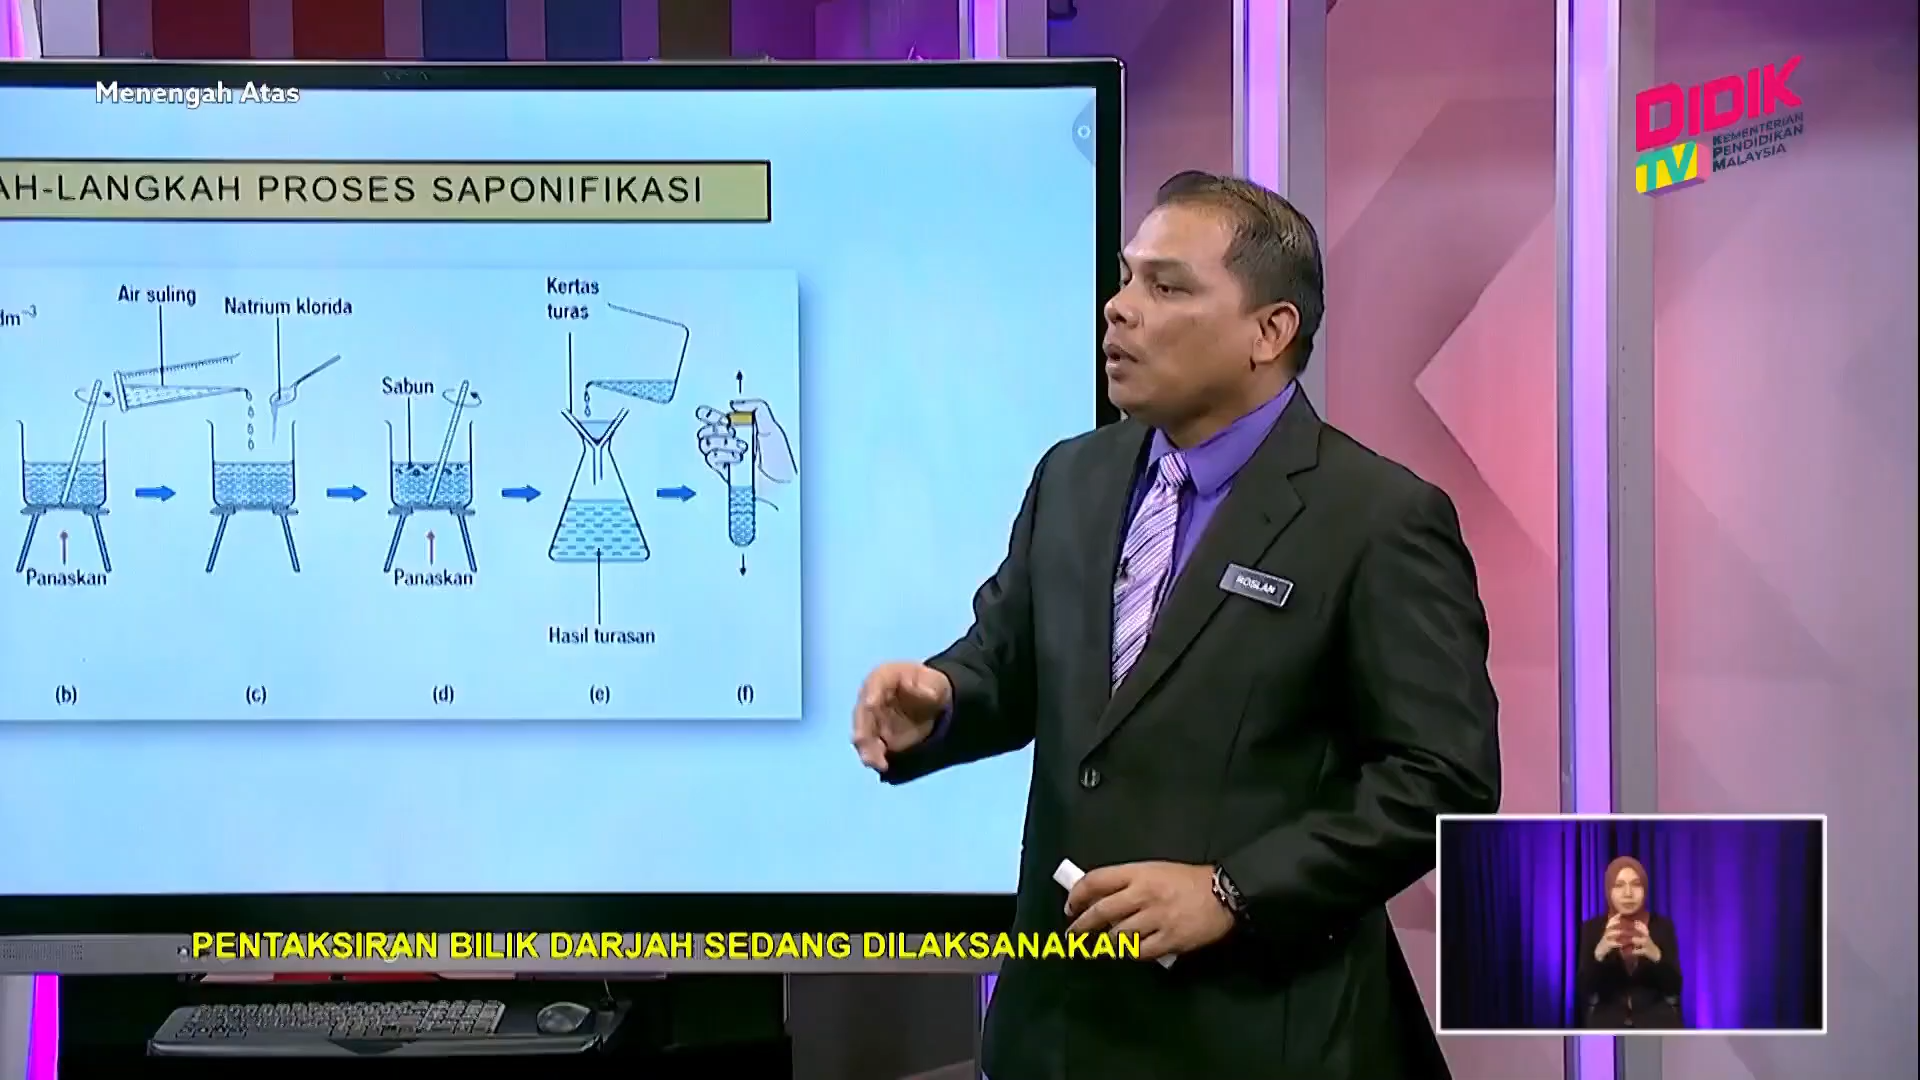 Menengah Atas
DIDIK
TV
KEMENTERIAN
PENDIDIKAN
MALAYSIA
AH-LANGKAH PROSES SAPONIFIKASI
dm⁻³
Air suling
Natrium klorida
Sabun
Kertas
turas
Panaskan
Panaskan
Hasil turasan
(b)
(c)
(d)
(e)
(f)
ROSLAN
PENTAKSIRAN BILIK DARJAH SEDANG DILAKSANAKAN